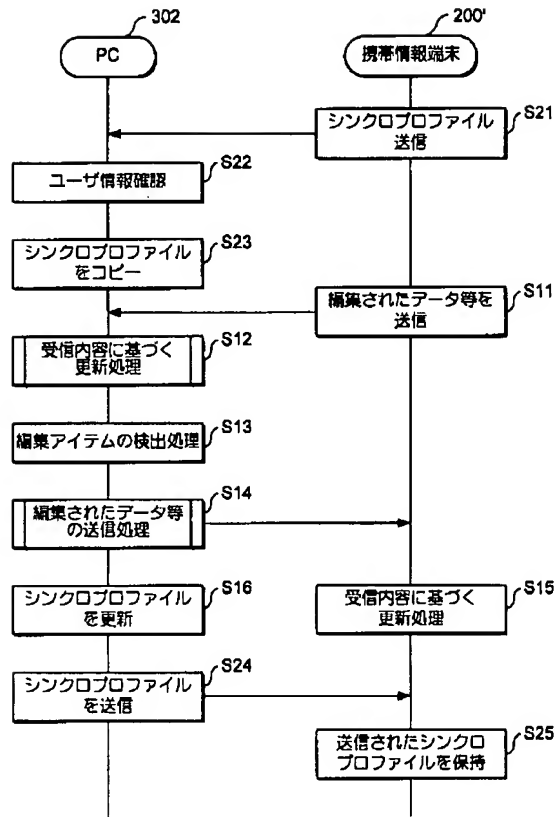 302
200'
PC
携帯情報端末
S21
シンクロプロファイル
送信
S22
ユーザ情報確認
S23
シンクロプロファイル
をコピー
S11
編集されたデータ等を
送信
S12
受信内容に基づく
更新処理
S13
編集アイテムの検出処理
S14
編集されたデータ等
の送信処理
S16
シンクロプロファイル
を更新
S15
受信内容に基づく
更新処理
S24
シンクロプロファイル
を送信
S25
送信されたシンクロ
プロファイルを保持